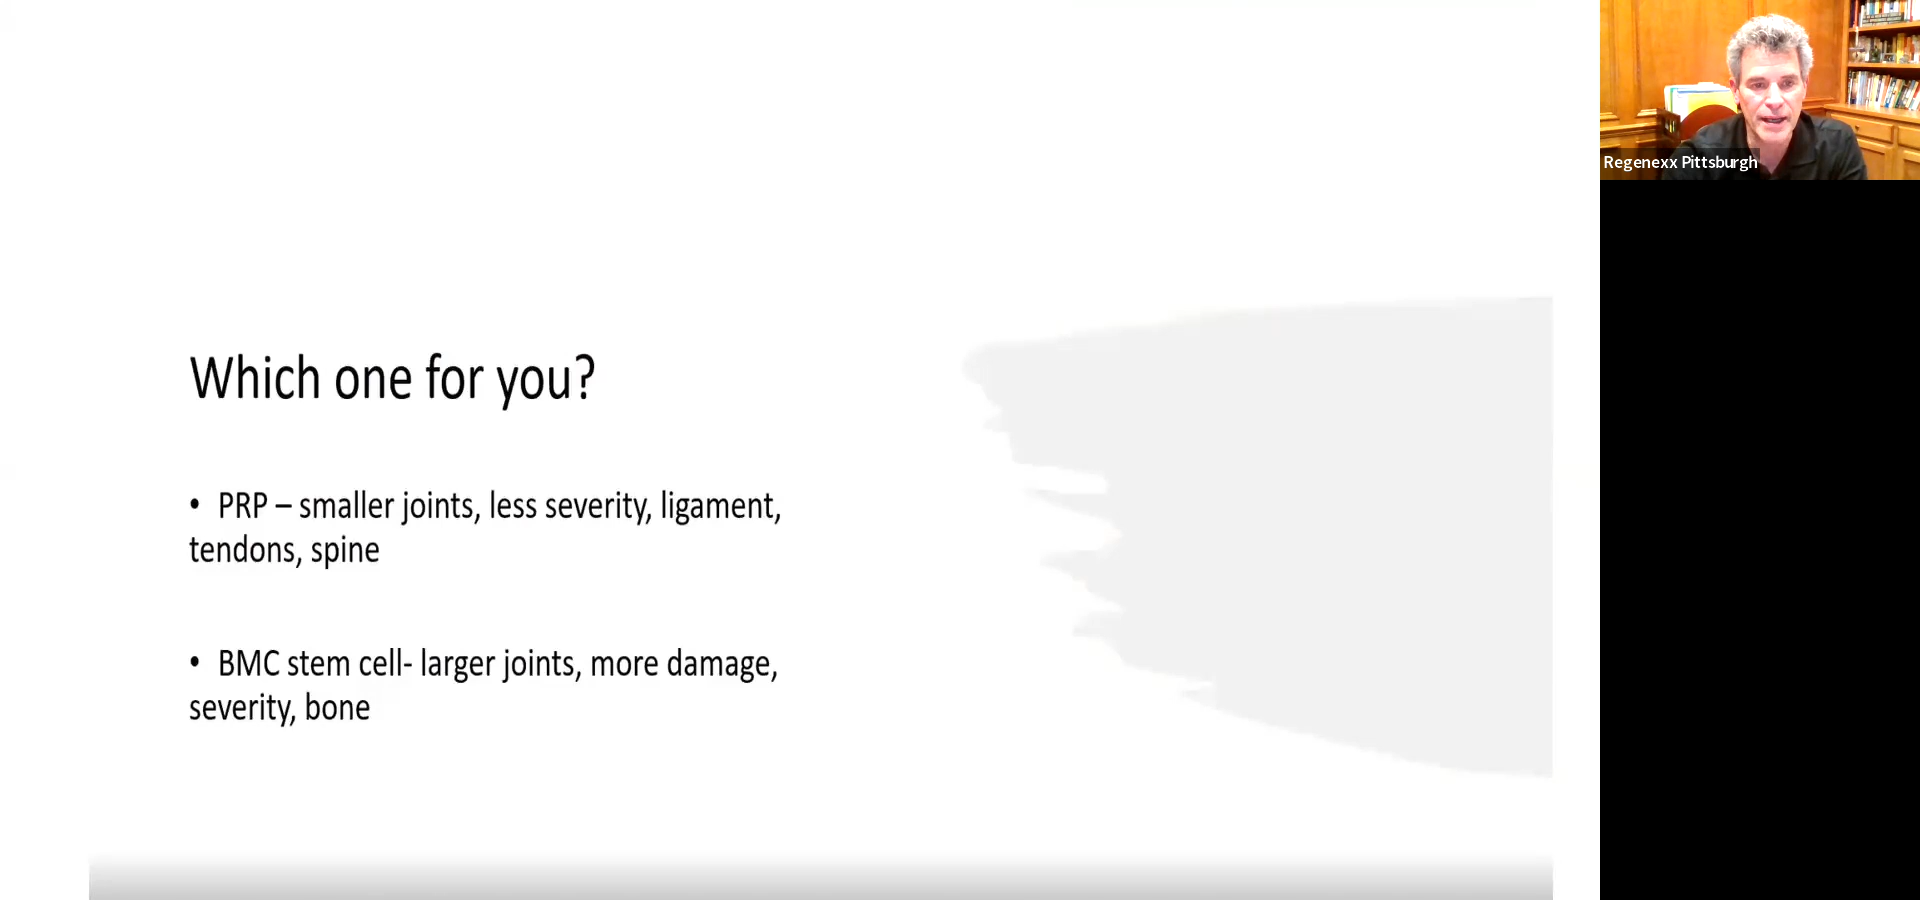 Which one for you?
• PRP – smaller joints, less severity, ligament,
tendons, spine
• BMC stem cell- larger joints, more damage,
severity, bone
Regenexx Pittsburgh